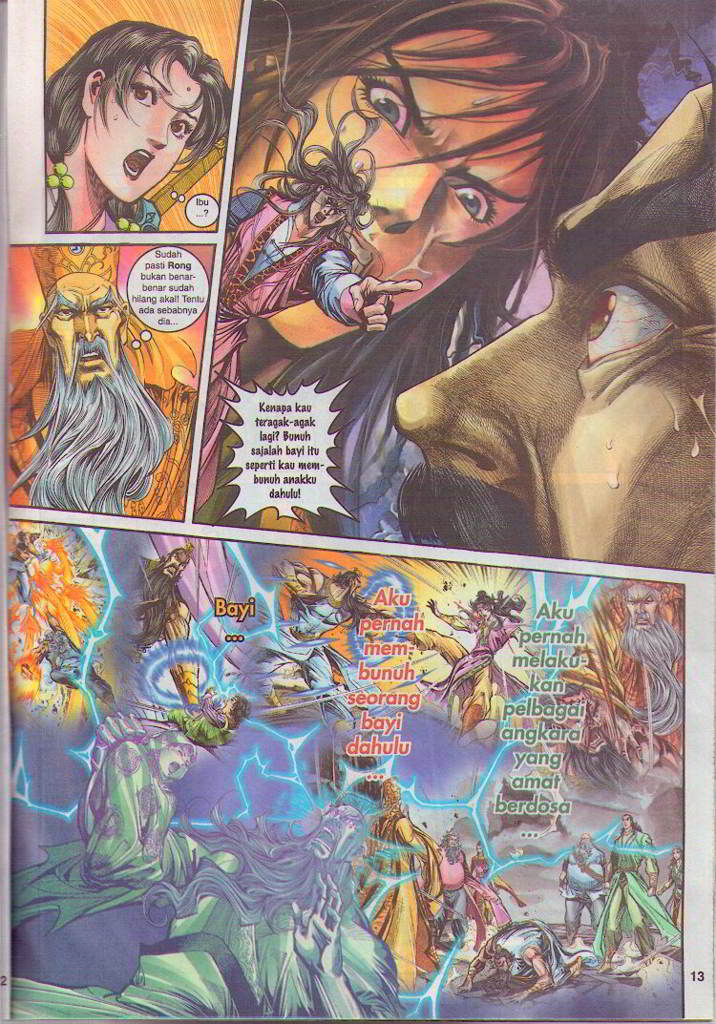 Ibu
...?
Sudah
pasti Rong
bukan benar-
benar sudah
hilang akal! Tentu
ada sebabnya
dia...
Kenapa kau
teragak-agak
lagi? Bunuh
sajalah bayi itu
seperti kau mem-
bunuh anakku
dahulu!
Bayi
...
Aku
pernah
mem-
bunuh
seorang
bayi
dahulu
...
Aku
pernah
melaku-
kan
pelbagai
angkara
yang
amat
berdosa
...
2
13